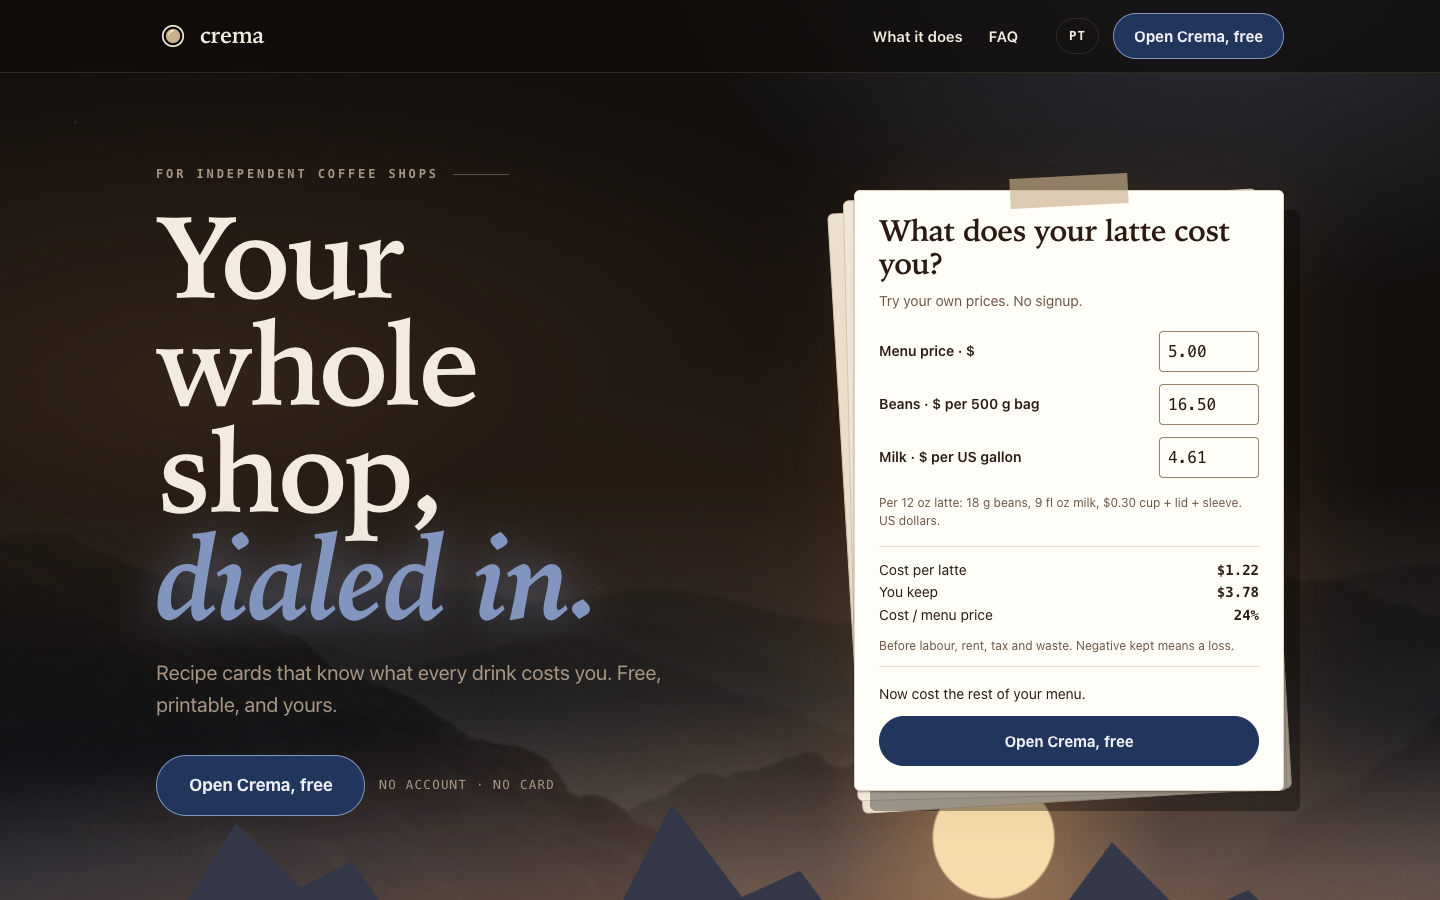 crema
What it does
FAQ
PT
Open Crema, free
FOR INDEPENDENT COFFEE SHOPS
Your
whole
shop,
dialed in.
Recipe cards that know what every drink costs you. Free,
printable, and yours.
Open Crema, free
NO ACCOUNT · NO CARD
What does your latte cost
you?
Try your own prices. No signup.
Menu price · $
5.00
Beans · $ per 500 g bag
16.50
Milk · $ per US gallon
4.61
Per 12 oz latte: 18 g beans, 9 fl oz milk, $0.30 cup + lid + sleeve.
US dollars.
Cost per latte
$1.22
You keep
$3.78
Cost / menu price
24%
Before labour, rent, tax and waste. Negative kept means a loss.
Now cost the rest of your menu.
Open Crema, free